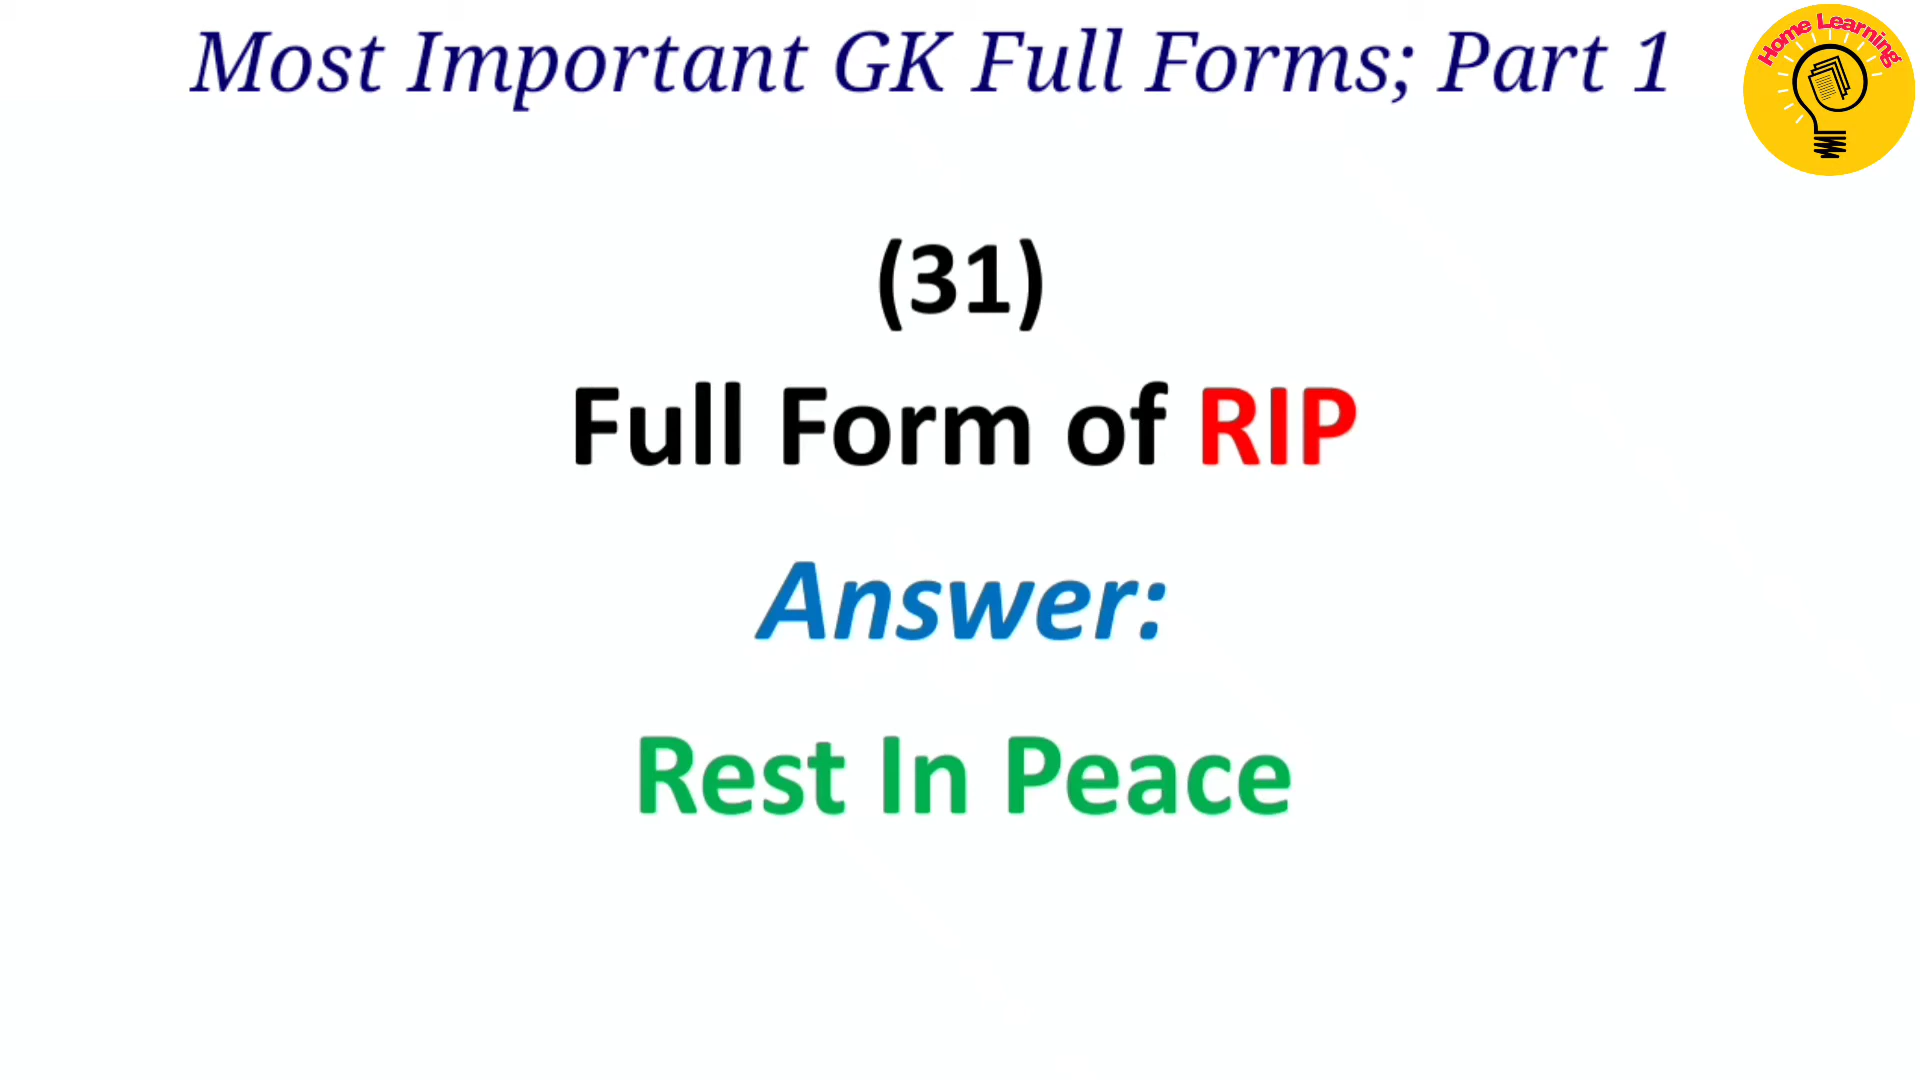 Most Important GK Full Forms; Part 1
Home Learning
(31)
Full Form of RIP
Answer:
Rest In Peace